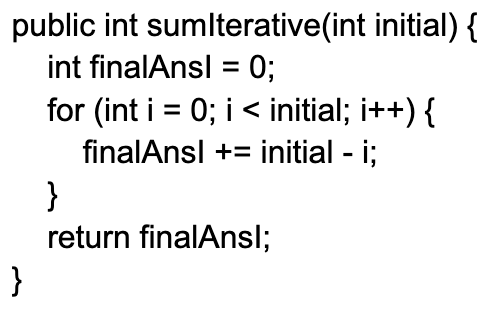 public int sumIterative(int initial) {
int finalAnsI = 0;
for (int i = 0; i < initial; i++) {
finalAnsI += initial - i;
}
return finalAnsI;
}